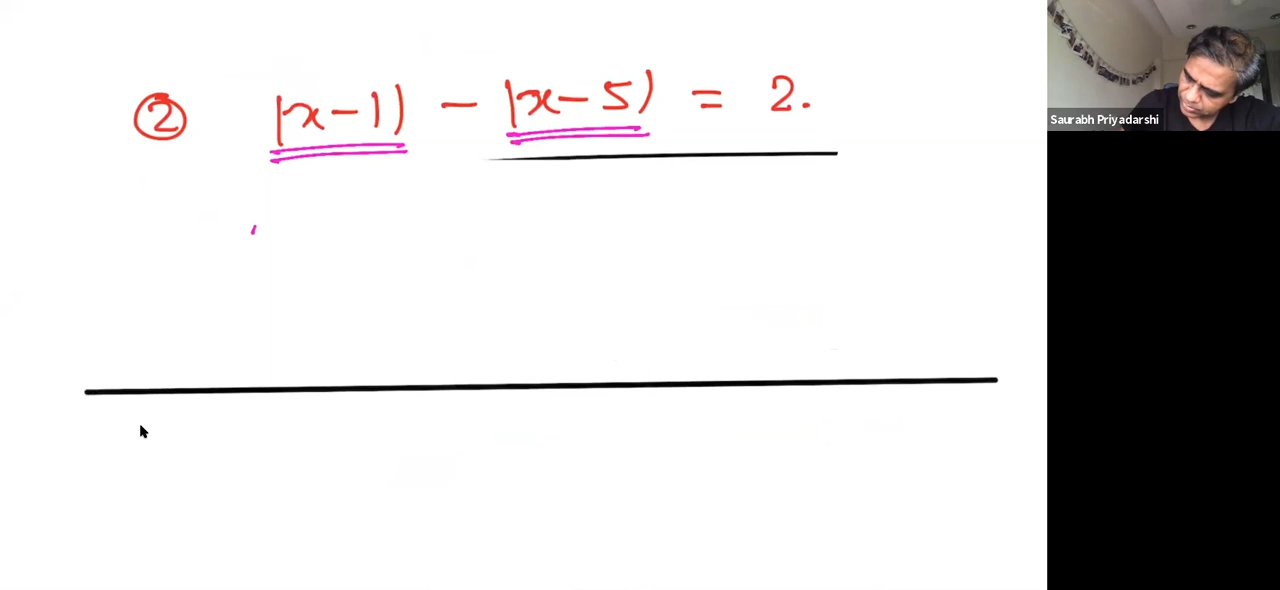 ② |x-1| - |x-5| = 2.
Saurabh Priyadarshi